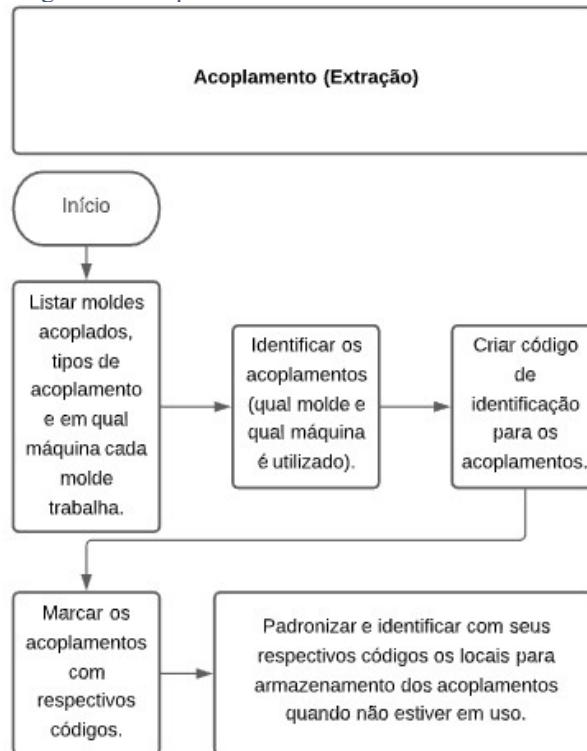 Acoplamento (Extração)
Início
Listar moldes
acoplados,
tipos de
acoplamento
e em qual
máquina cada
molde
trabalha.
Identificar os
acoplamentos
(qual molde e
qual máquina
é utilizado).
Criar código
de
identificação
para os
acoplamentos.
Marcar os
acoplamentos
com
respectivos
códigos.
Padronizar e identificar com seus
respectivos códigos os locais para
armazenamento dos acoplamentos
quando não estiver em uso.